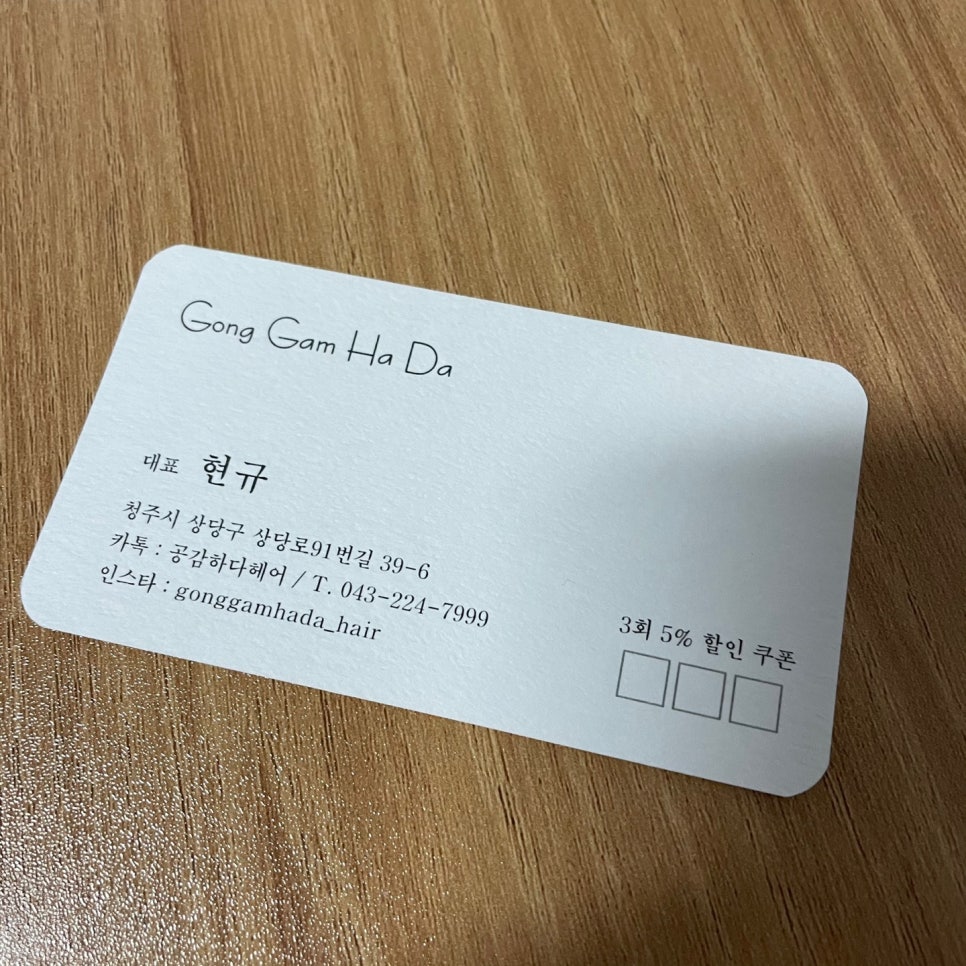 Gong Gam Ha Da
대표 현규
청주시 상당구 상당로91번길 39-6
카톡 : 공감하다헤어 / T. 043-224-7999
인스타 : gonggamhada_hair
3회 5% 할인 쿠폰